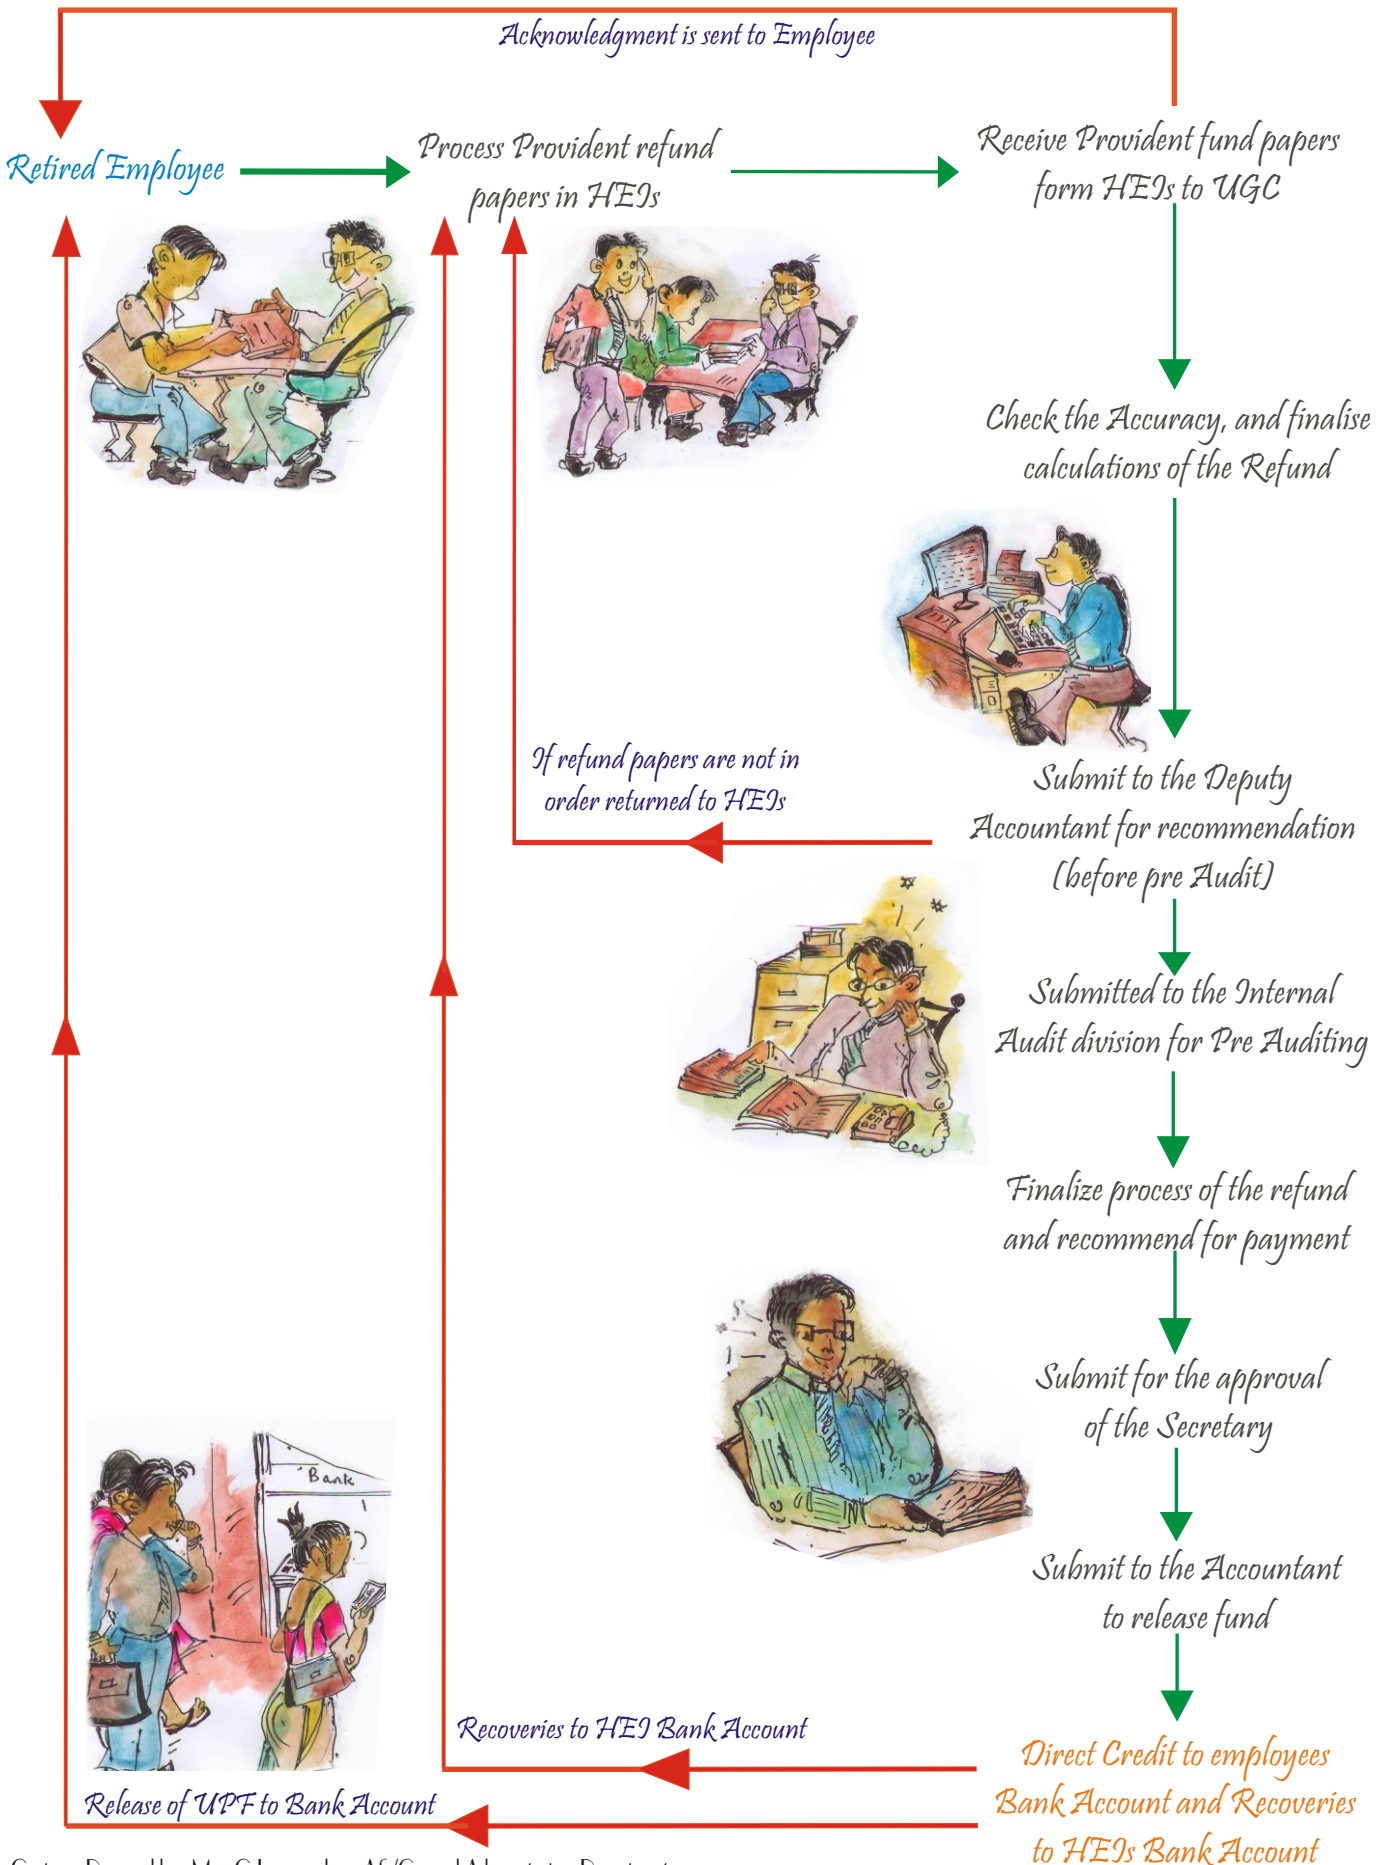 Acknowledgment is sent to Employee
Retired Employee
Process Provident refund
papers in HEIs
Receive Provident fund papers
form HEIs to UGC
Check the Accuracy, and finalise
calculations of the Refund
If refund papers are not in
order returned to HEIs
Submit to the Deputy
Accountant for recommendation
(before pre Audit)
Submitted to the Internal
Audit division for Pre Auditing
Finalize process of the refund
and recommend for payment
Submit for the approval
of the Secretary
Bank
Submit to the Accountant
to release fund
Recoveries to HEI Bank Account
Direct Credit to employees
Bank Account and Recoveries
to HEIs Bank Account
Release of UPF to Bank Account